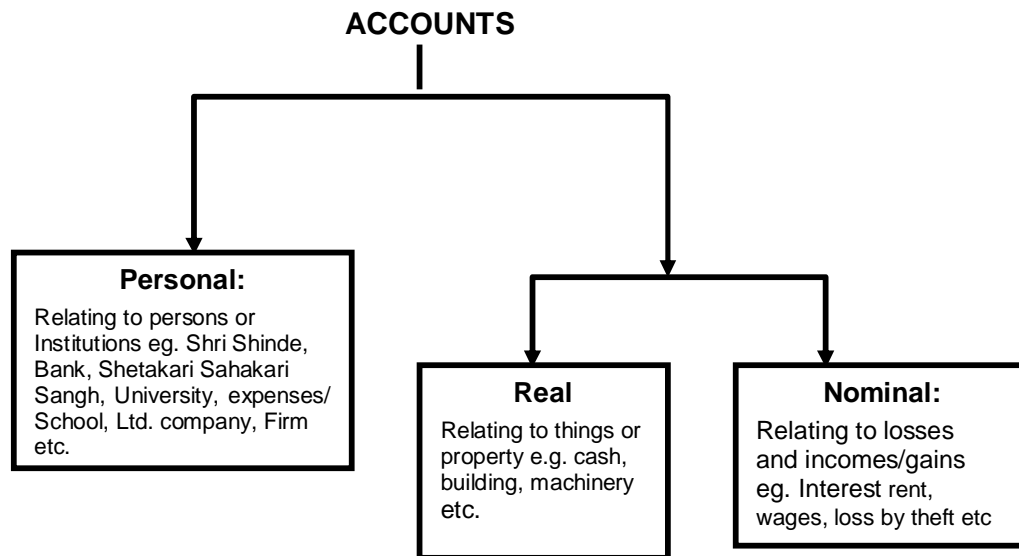 ACCOUNTS
Personal:
Relating to persons or
Institutions eg. Shri Shinde,
Bank, Shetakari Sahakari
Sangh, University, expenses/
School, Ltd. company, Firm
etc.
Real
Relating to things or
property e.g. cash,
building, machinery
etc.
Nominal:
Relating to losses
and incomes/gains
eg. Interest rent,
wages, loss by theft etc